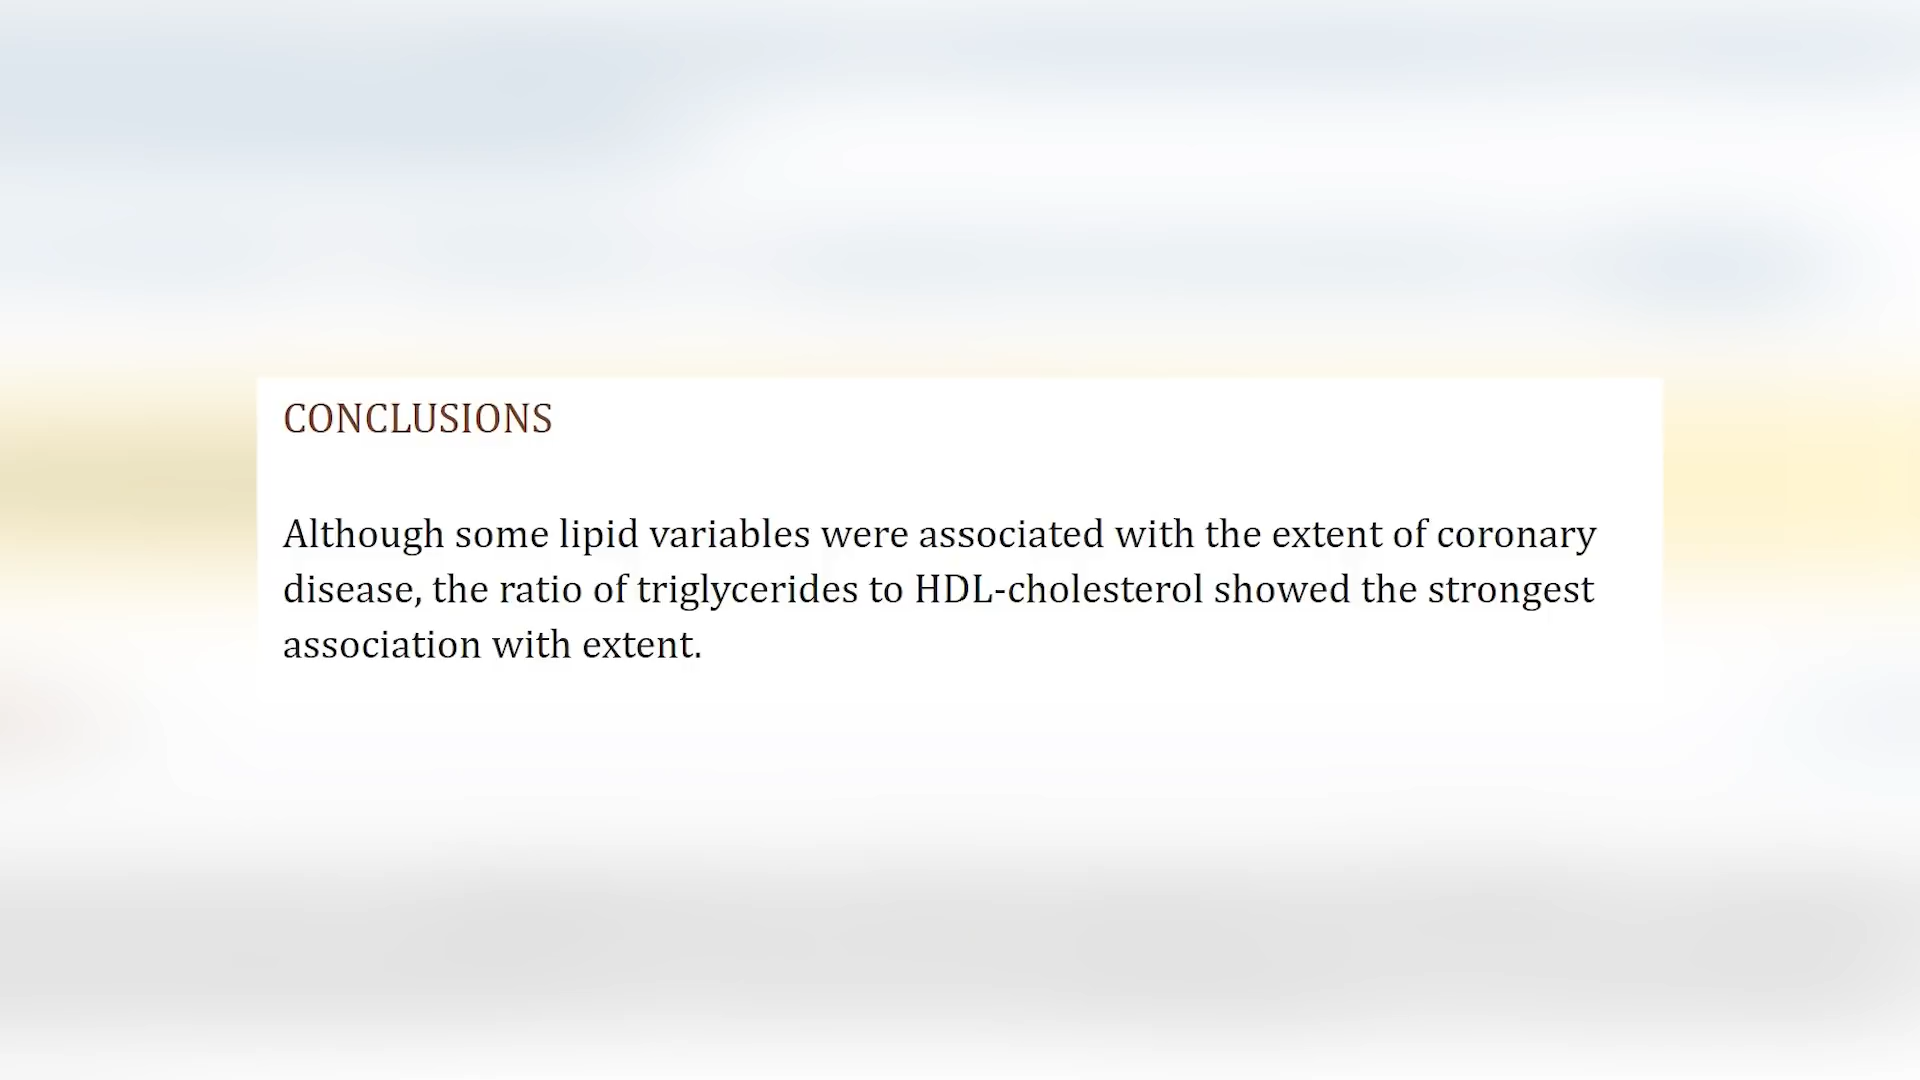 CONCLUSIONS
Although some lipid variables were associated with the extent of coronary
disease, the ratio of triglycerides to HDL-cholesterol showed the strongest
association with extent.